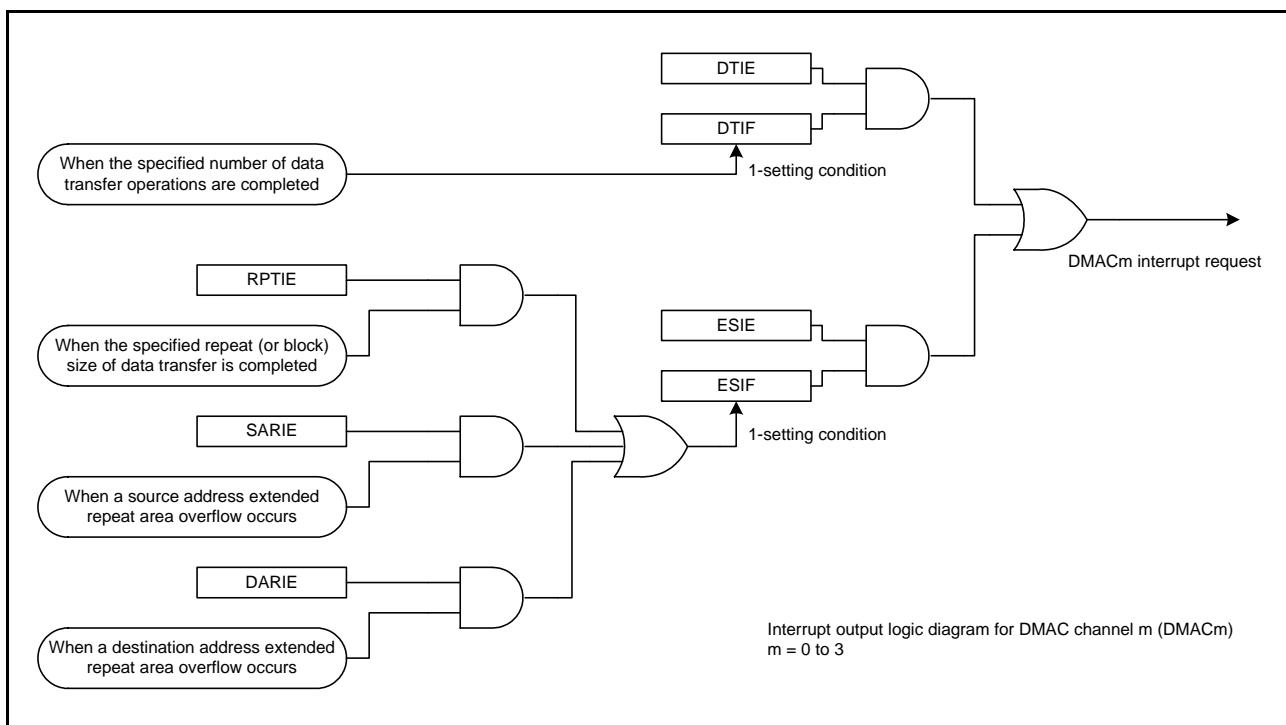 DTIE
DTIF
When the specified number of data
transfer operations are completed
1-setting condition
DMACm interrupt request
RPTIE
When the specified repeat (or block)
size of data transfer is completed
ESIE
ESIF
1-setting condition
SARIE
When a source address extended
repeat area overflow occurs
DARIE
When a destination address extended
repeat area overflow occurs
Interrupt output logic diagram for DMAC channel m (DMACm)
m = 0 to 3